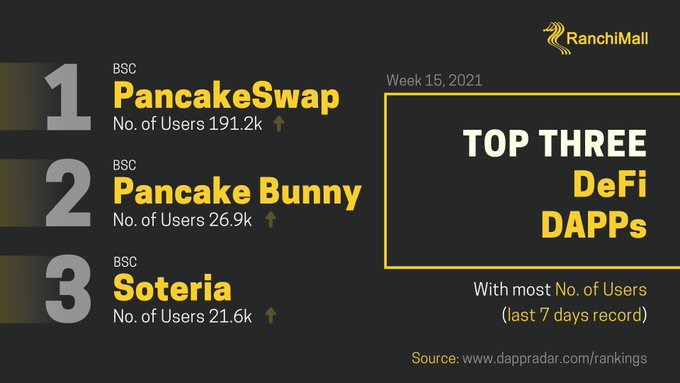 RanchiMall
1
BSC
PancakeSwap
No. of Users 191.2k
2
BSC
Pancake Bunny
No. of Users 26.9k
3
BSC
Soteria
No. of Users 21.6k
Week 15, 2021
TOP THREE
DeFi
DAPPs
With most No. of Users
(last 7 days record)
Source: www.dappradar.com/rankings